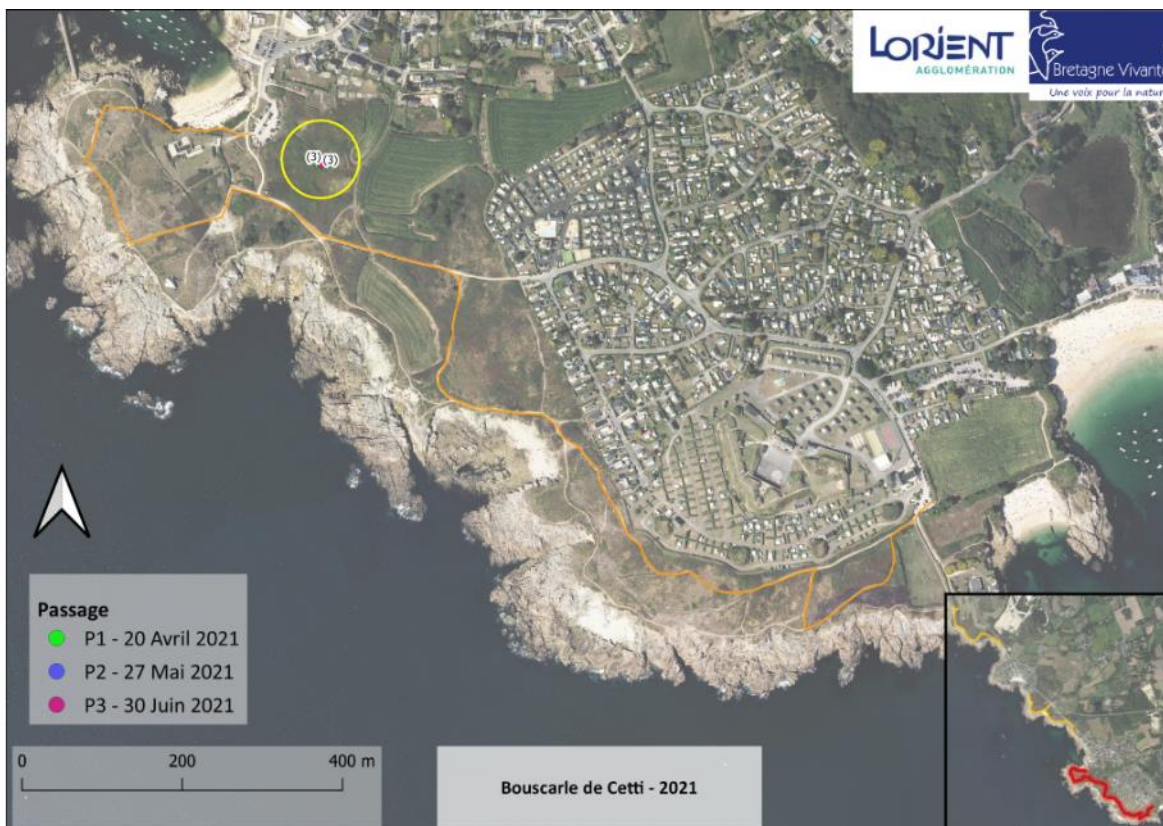 LORIENT
AGGLOMÉRATION
Bretagne Vivante
Une voix pour la nature
(3) (3)
Passage
P1 - 20 Avril 2021
P2 - 27 Mai 2021
P3 - 30 Juin 2021
0 200 400 m
Bouscarle de Cetti - 2021